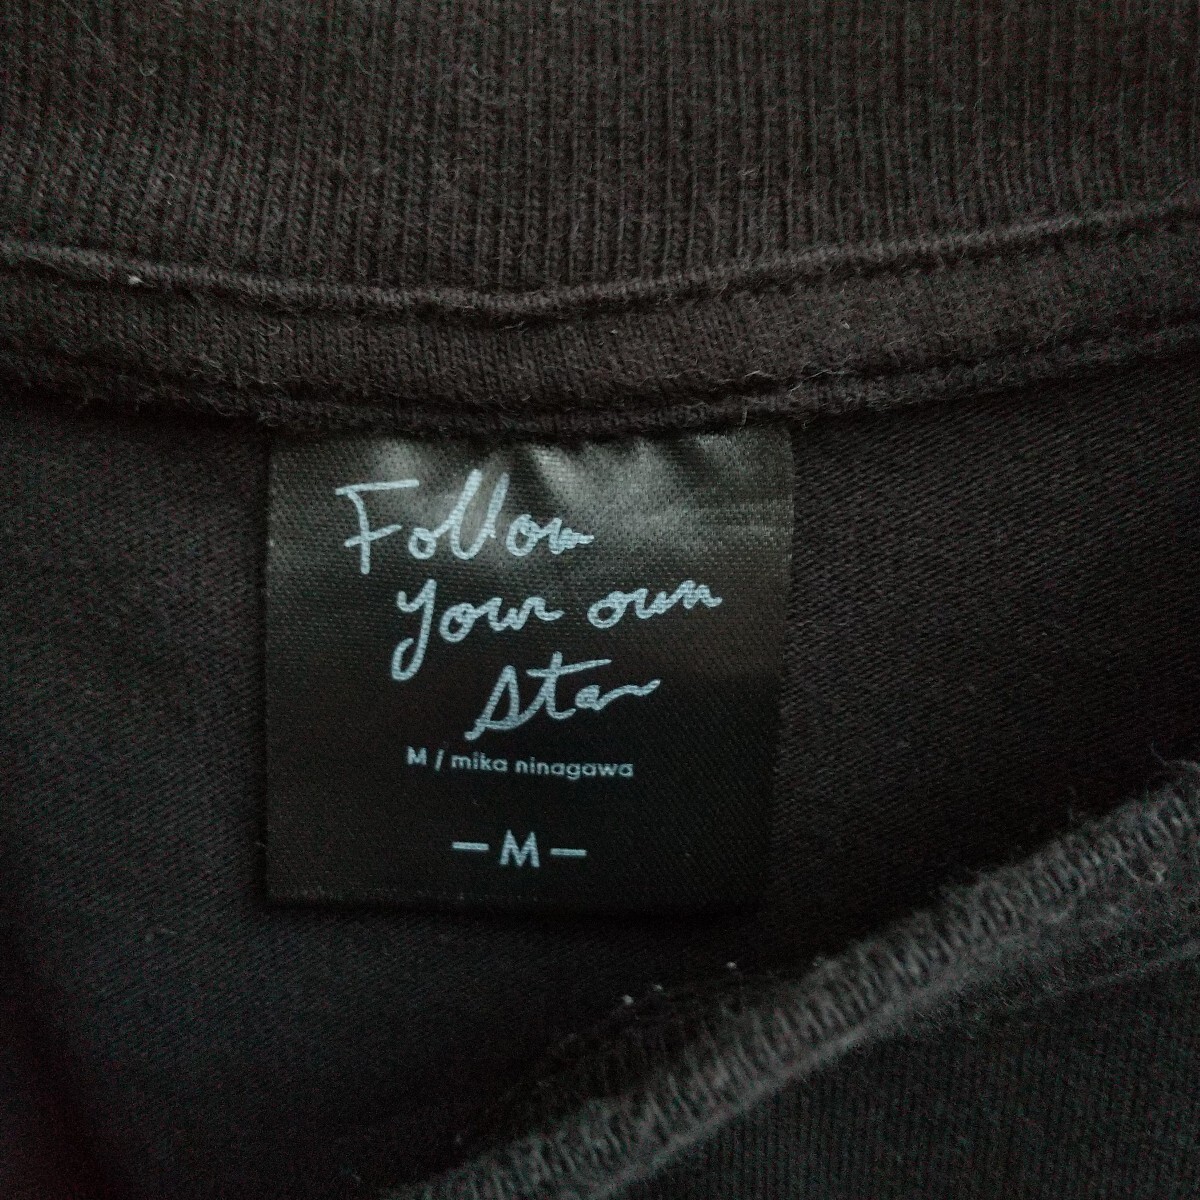 Follow
your own
star
M / mika ninagawa
— M —